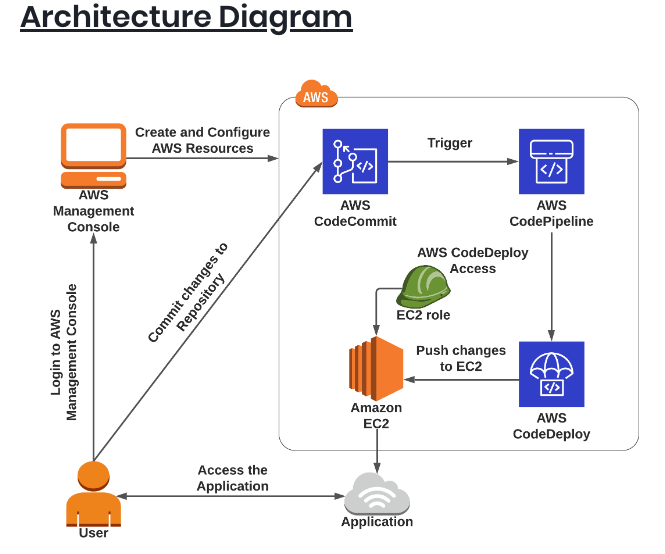 Architecture Diagram
AWS
Create and Configure
AWS Resources
Trigger
AWS
Management
Console
AWS
CodeCommit
AWS
CodePipeline
Commit changes to
Repository
AWS CodeDeploy
Access
EC2 role
Login to AWS
Management Console
Push changes
to EC2
Amazon
EC2
AWS
CodeDeploy
Access the
Application
User
Application